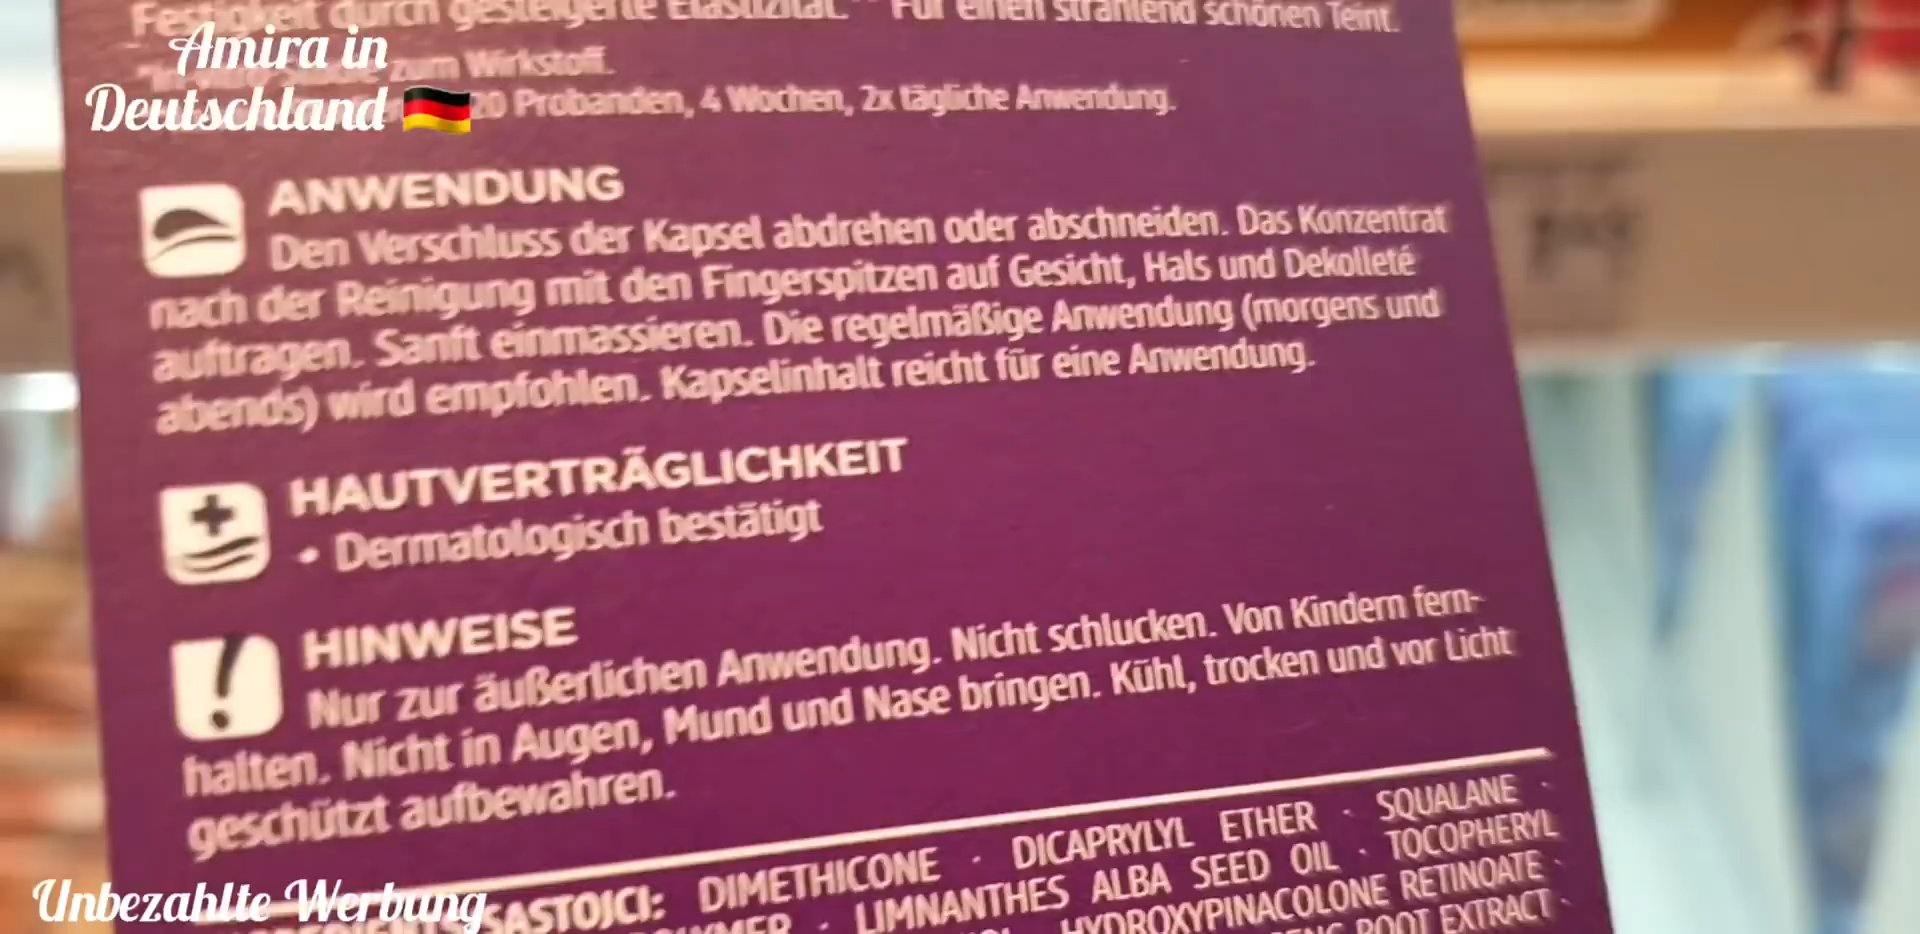 Festigkeit durch gesteigerte Elastizität.** Für einen strahlend schönen Teint.
Amira in
zum Wirkstoff.
Deutschland 🇩🇪
20 Probanden, 4 Wochen, 2x tägliche Anwendung.
ANWENDUNG
Den Verschluss der Kapsel abdrehen oder abschneiden. Das Konzentrat
nach der Reinigung mit den Fingerspitzen auf Gesicht, Hals und Dekolleté
auftragen. Sanft einmassieren. Die regelmäßige Anwendung (morgens und
abends) wird empfohlen. Kapselinhalt reicht für eine Anwendung.
HAUTVERTRÄGLICHKEIT
• Dermatologisch bestätigt
HINWEISE
Nur zur äußerlichen Anwendung. Nicht schlucken. Von Kindern fern-
halten. Nicht in Augen, Mund und Nase bringen. Kühl, trocken und vor Licht
geschützt aufbewahren.
SASTOJCI: DIMETHICONE · DICAPRYLYL ETHER · SQUALANE ·
LIMNANTHES ALBA SEED OIL · TOCOPHERYL
HYDROXYPINACOLONE RETINOATE ·
ROOT EXTRACT ·
Unbezahlte Werbung